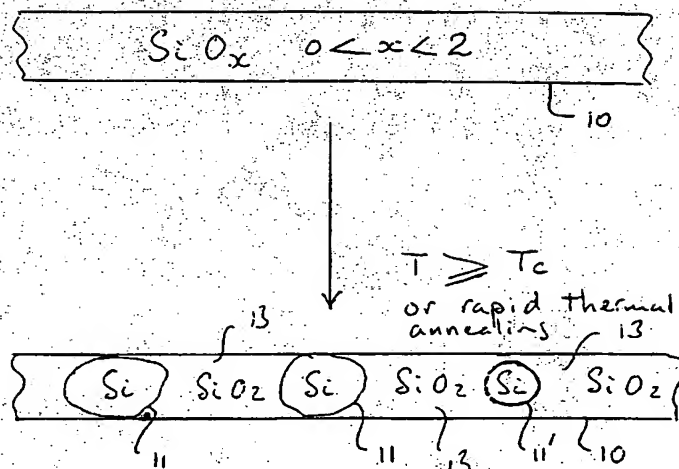 SiOx 0<x<2
10
T ⩾ Tc
or rapid thermal
annealing
13
13
Si SiO2 Si SiO2 Si SiO2
11
11
13
11'
10